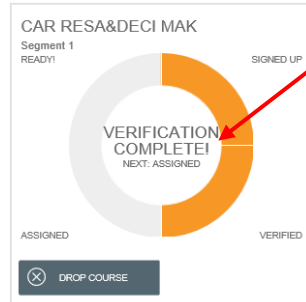 CAR RESA&DECI MAK
Segment 1
READY!
SIGNED UP
VERIFICATION
COMPLETE!
NEXT: ASSIGNED
ASSIGNED
VERIFIED
DROP COURSE